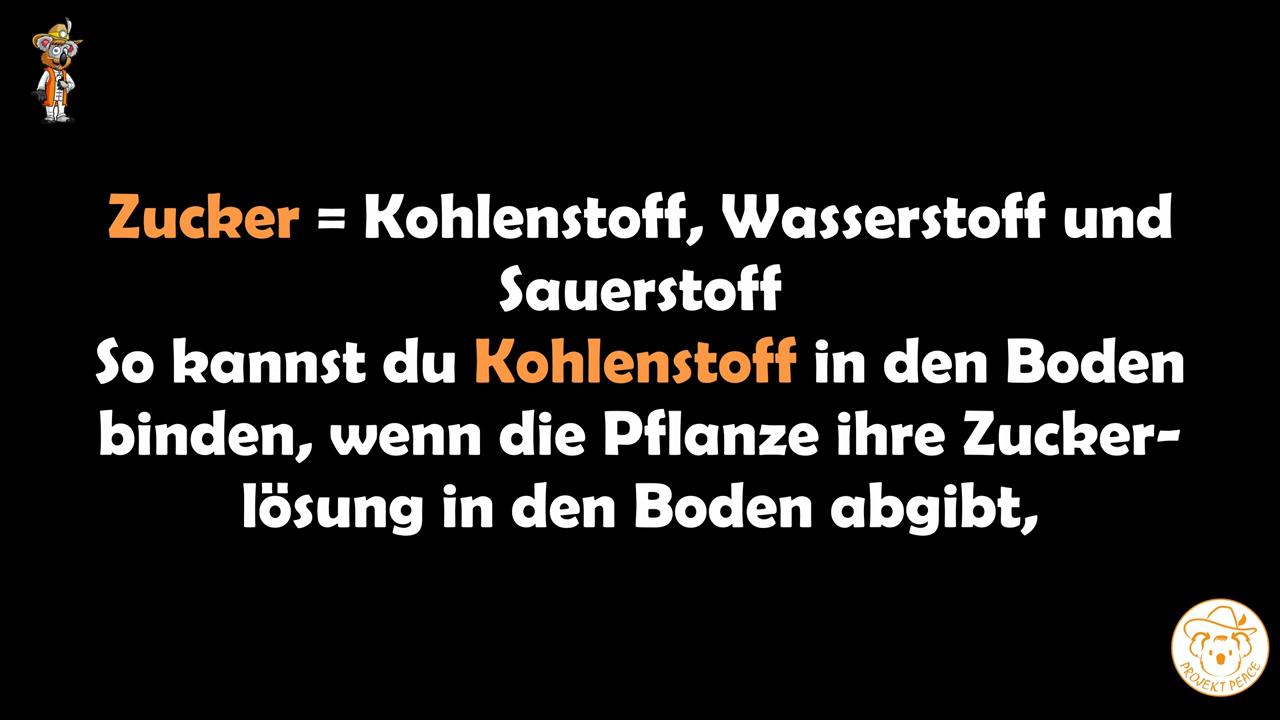 Zucker = Kohlenstoff, Wasserstoff und
Sauerstoff
So kannst du Kohlenstoff in den Boden
binden, wenn die Pflanze ihre Zucker-
lösung in den Boden abgibt,
PROJEKT PEACE